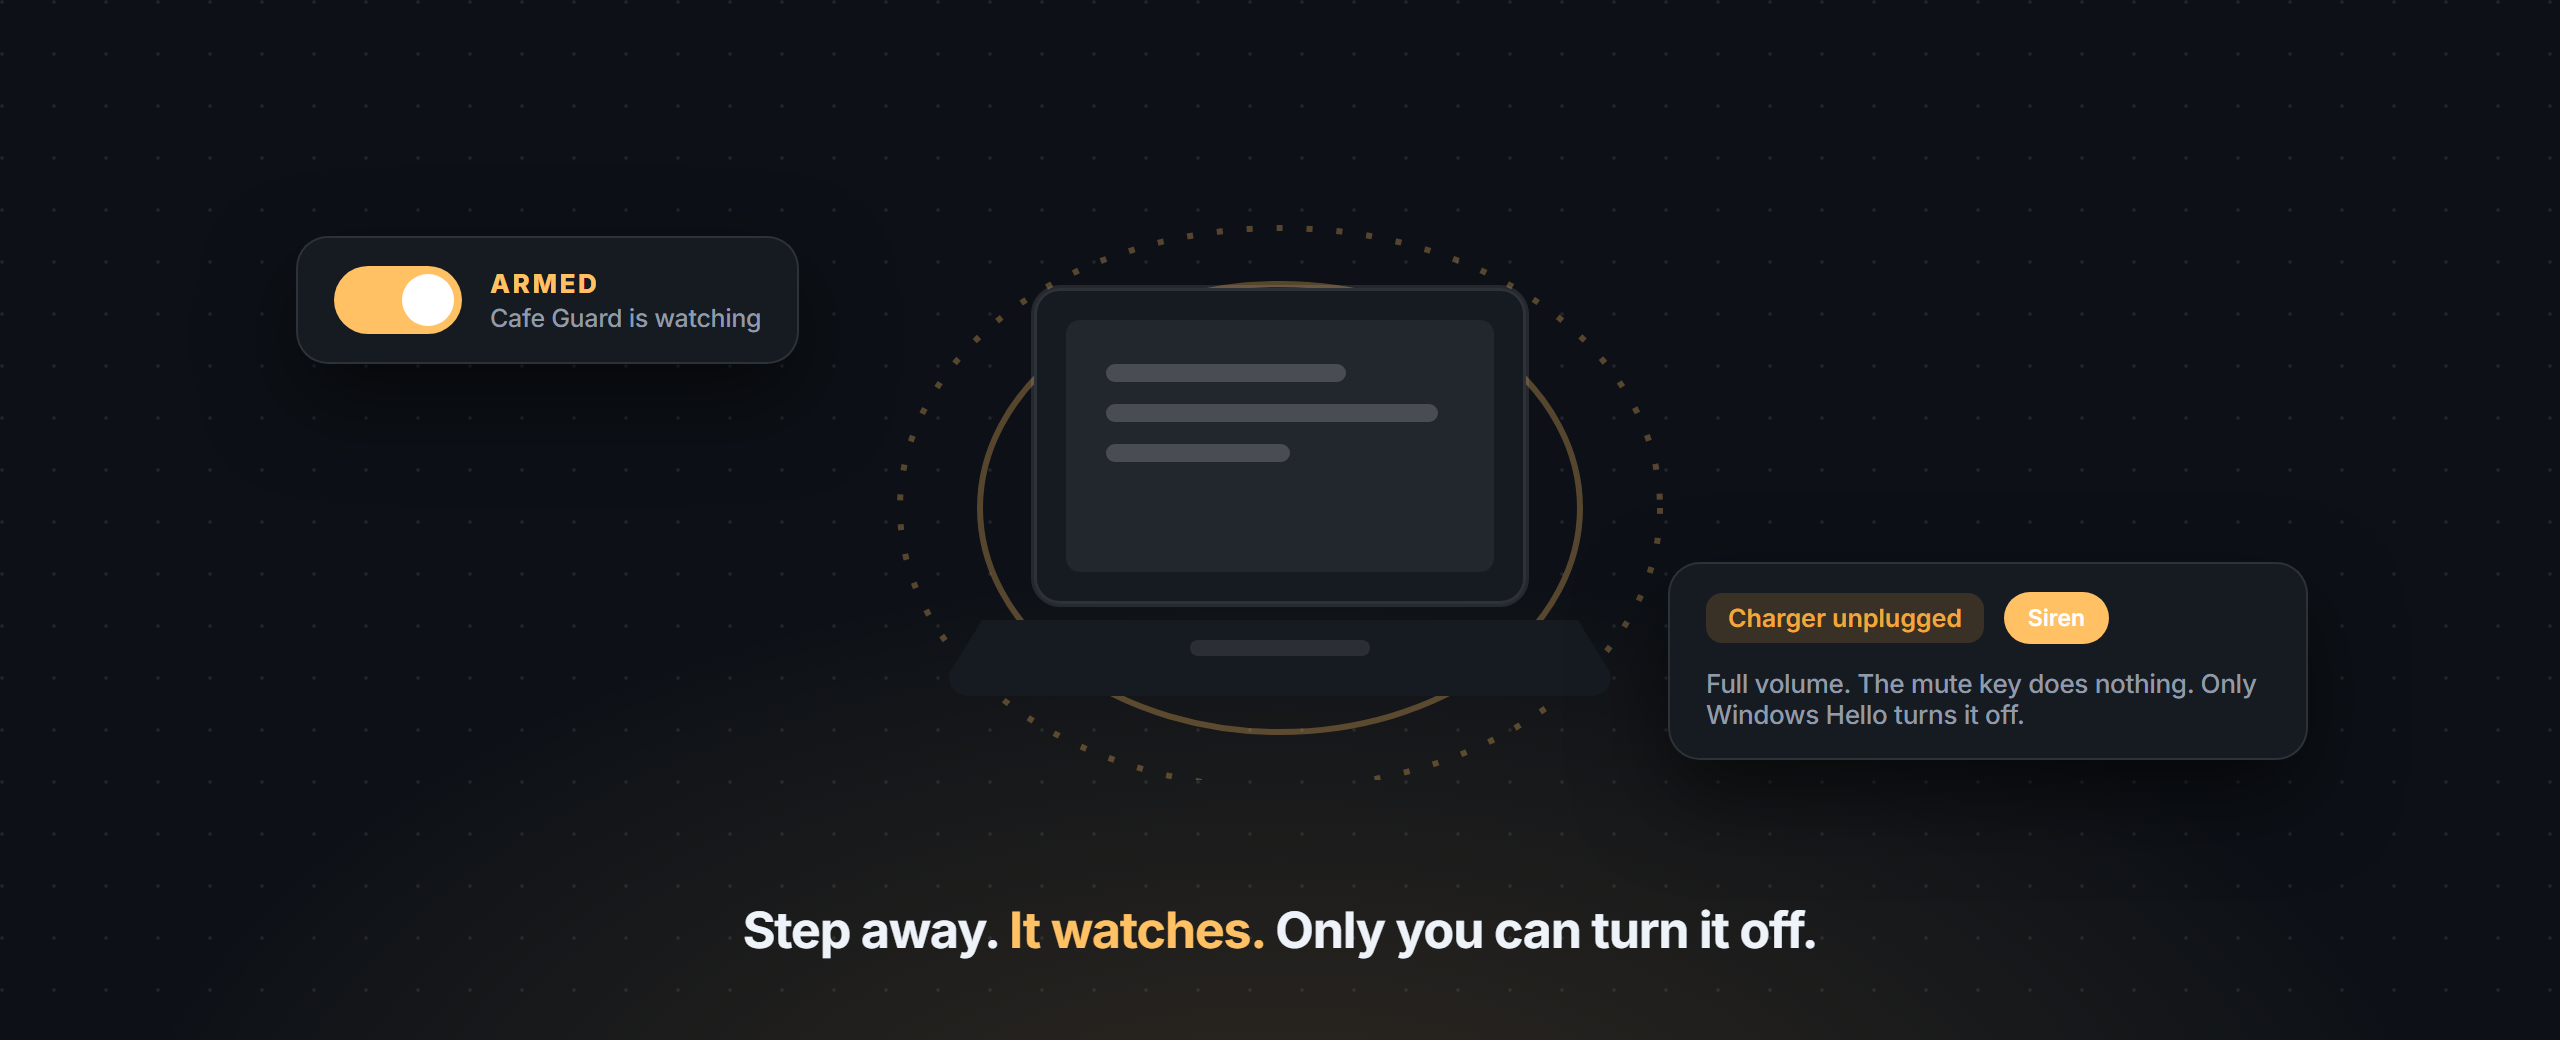 ARMED
Cafe Guard is watching
Charger unplugged
Siren
Full volume. The mute key does nothing. Only
Windows Hello turns it off.
Step away. It watches. Only you can turn it off.